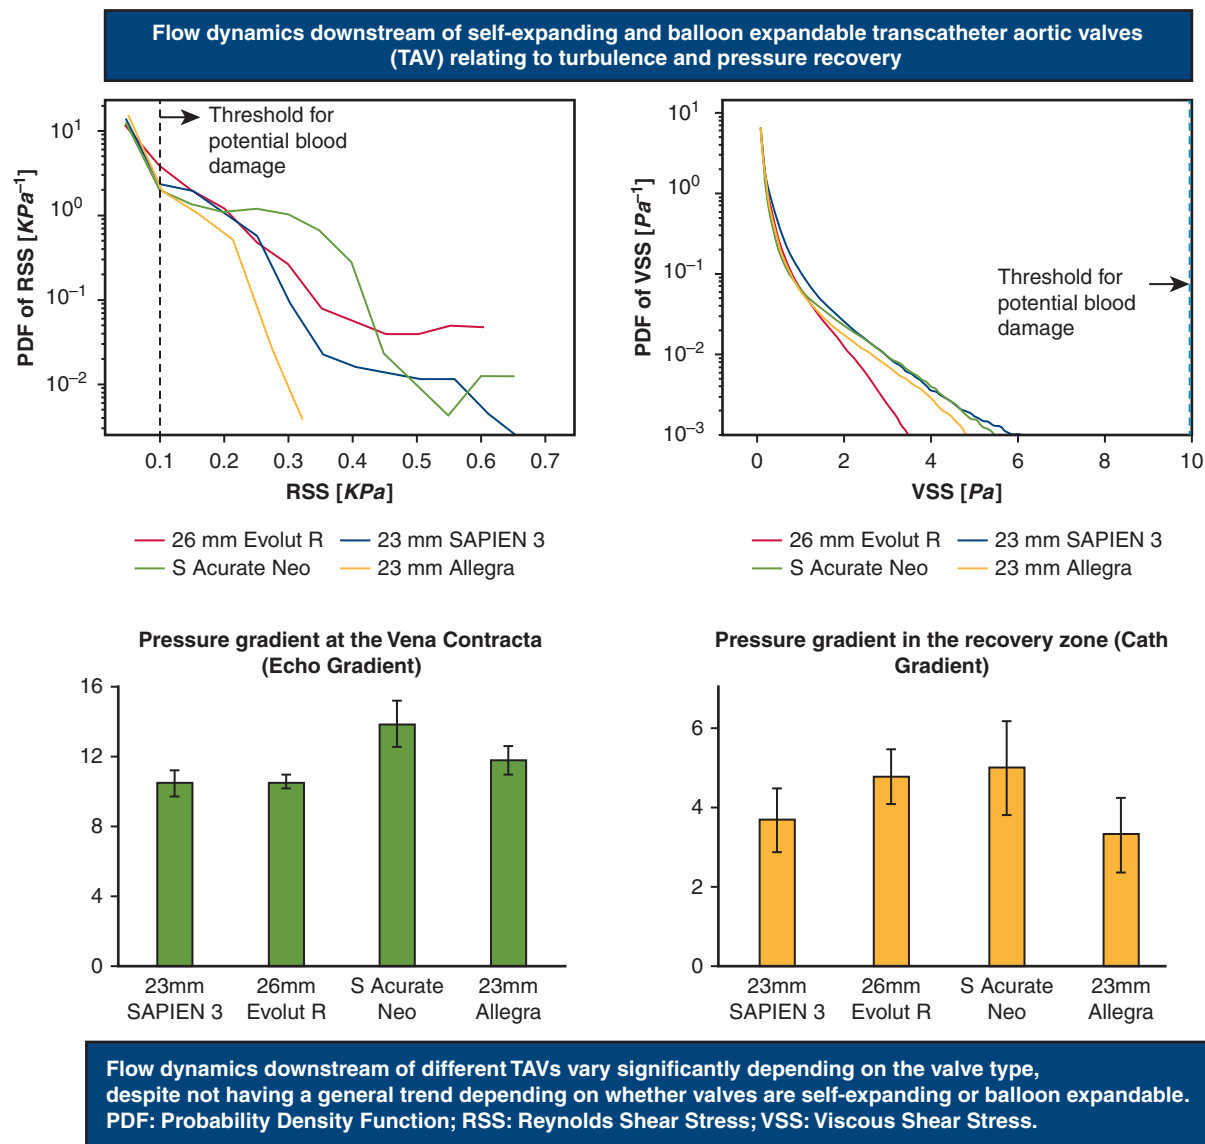 Flow dynamics downstream of self-expanding and balloon expandable transcatheter aortic valves
(TAV) relating to turbulence and pressure recovery
10¹
10⁰
10⁻¹
10⁻²
PDF of RSS [KPa⁻¹]
Threshold for
potential blood
damage
0.1 0.2 0.3 0.4 0.5 0.6 0.7
RSS [KPa]
26 mm Evolut R
23 mm SAPIEN 3
S Acurate Neo
23 mm Allegra
10¹
10⁰
10⁻¹
10⁻²
10⁻³
PDF of VSS [Pa⁻¹]
Threshold for
potential blood
damage
0 2 4 6 8 10
VSS [Pa]
26 mm Evolut R
23 mm SAPIEN 3
S Acurate Neo
23 mm Allegra
Pressure gradient at the Vena Contracta
(Echo Gradient)
16
12
8
4
0
23mm S Acurate 26mm 23mm
SAPIEN 3 Evolut R Neo Allegra
Pressure gradient in the recovery zone (Cath
Gradient)
6
4
2
0
23mm 26mm S Acurate 23mm
SAPIEN 3 Evolut R Neo Allegra
Flow dynamics downstream of different TAVs vary significantly depending on the valve type,
despite not having a general trend depending on whether valves are self-expanding or balloon expandable.
PDF: Probability Density Function; RSS: Reynolds Shear Stress; VSS: Viscous Shear Stress.